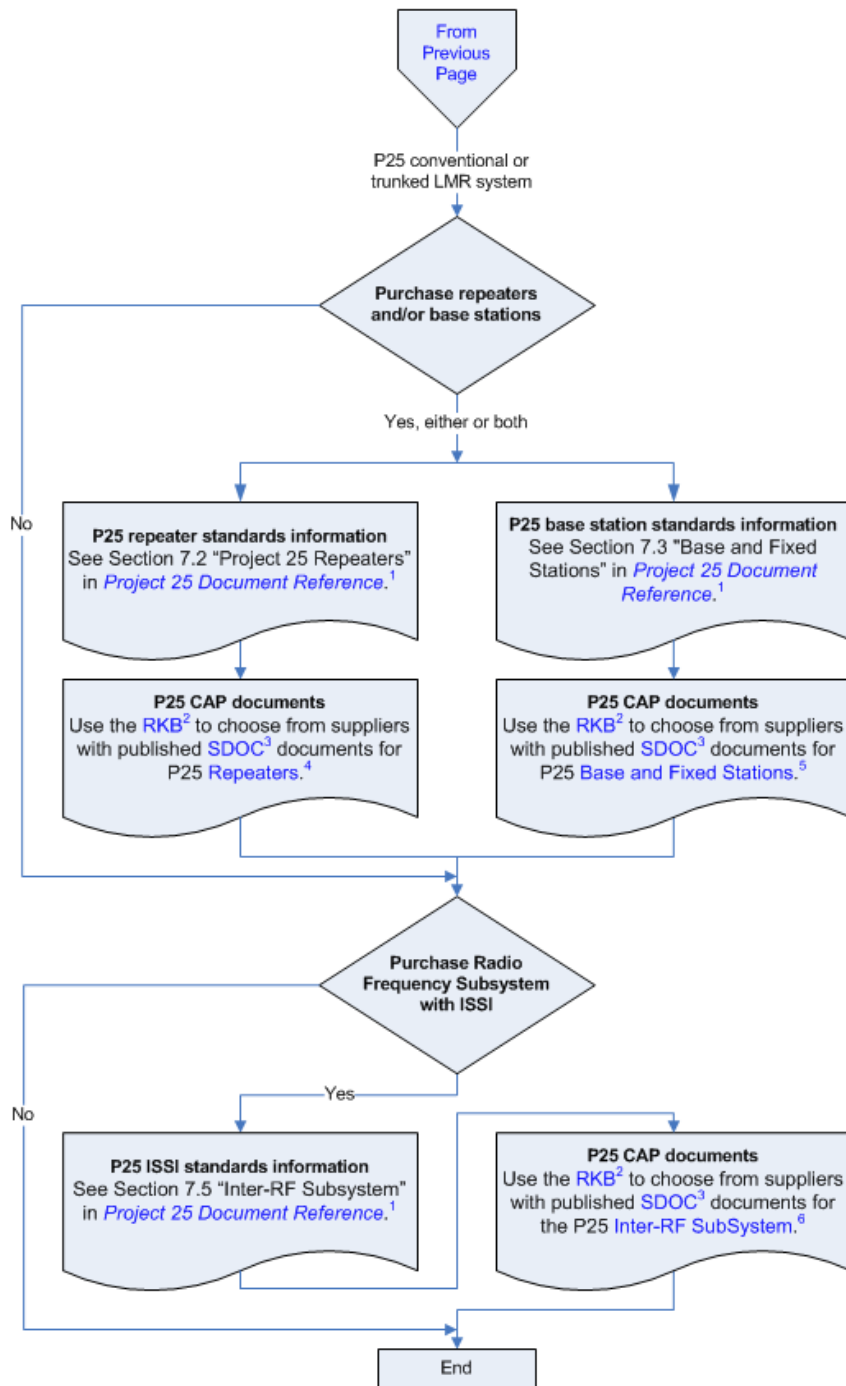 From
Previous
Page
P25 conventional or
trunked LMR system
Purchase repeaters
and/or base stations
Yes, either or both
No
P25 repeater standards information
See Section 7.2 “Project 25 Repeaters”
in Project 25 Document Reference.1
P25 base station standards information
See Section 7.3 "Base and Fixed
Stations” in Project 25 Document
Reference.1
P25 CAP documents
Use the RKB2 to choose from suppliers
with published SDOC3 documents for
P25 Repeaters.4
P25 CAP documents
Use the RKB2 to choose from suppliers
with published SDOC3 documents for
P25 Base and Fixed Stations.5
Purchase Radio
Frequency Subsystem
with ISSI
Yes
No
P25 ISSI standards information
See Section 7.5 “Inter-RF Subsystem”
in Project 25 Document Reference.1
P25 CAP documents
Use the RKB2 to choose from suppliers
with published SDOC3 documents for
the P25 Inter-RF SubSystem.6
End